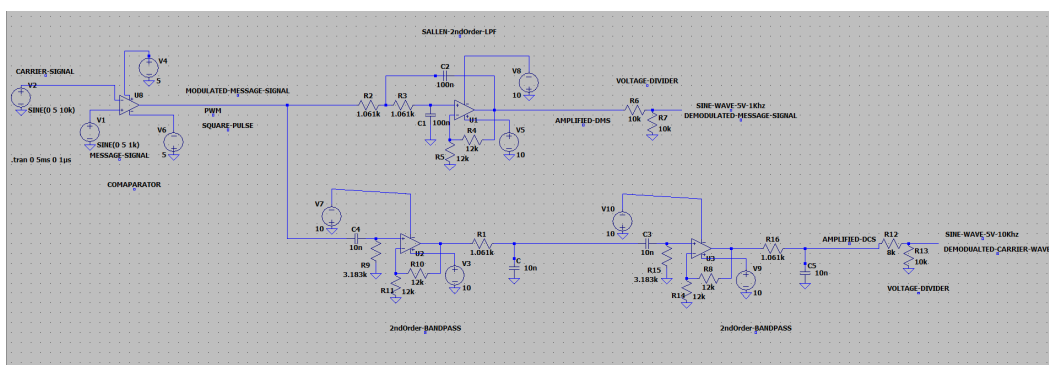 SALLEN-2ndOrder-LPF
CARRIER-SIGNAL
V2
SINE(0 5 10k)
V4
5
U8
V1
SINE(0 5 1k)
MESSAGE_SIGNAL
V6
5
.tran 0 5ms 0 1µs
COMAPARATOR
MODULATED-MESSAGE-SIGNAL
PWM
SQUARE-PULSE
C2
100n
R2
1.061k
R3
1.061k
C1
100n
U1
R4
12k
R5
12k
V8
10
V5
10
AMPLIFIED-DMS
VOLTAGE-DIVIDER
R6
10k
R7
10k
SINE-WAVE-5V-1Khz
DEMODULATED-MESSAGE-SIGNAL
V7
10
C4
10n
R9
3.183k
U2
R10
12k
R11
12k
V3
10
R1
1.061k
C
10n
2ndOrder-BANDPASS
V10
10
C3
10n
R15
3.183k
U3
R8
12k
R14
12k
V9
10
R16
1.061k
C5
10n
2ndOrder-BANDPASS
AMPLIFIED-DCS
R12
8k
R13
10k
SINE-WAVE-5V-10Khz
DEMODUALTED-CARRIER-WAVE
VOLTAGE-DIVIDER